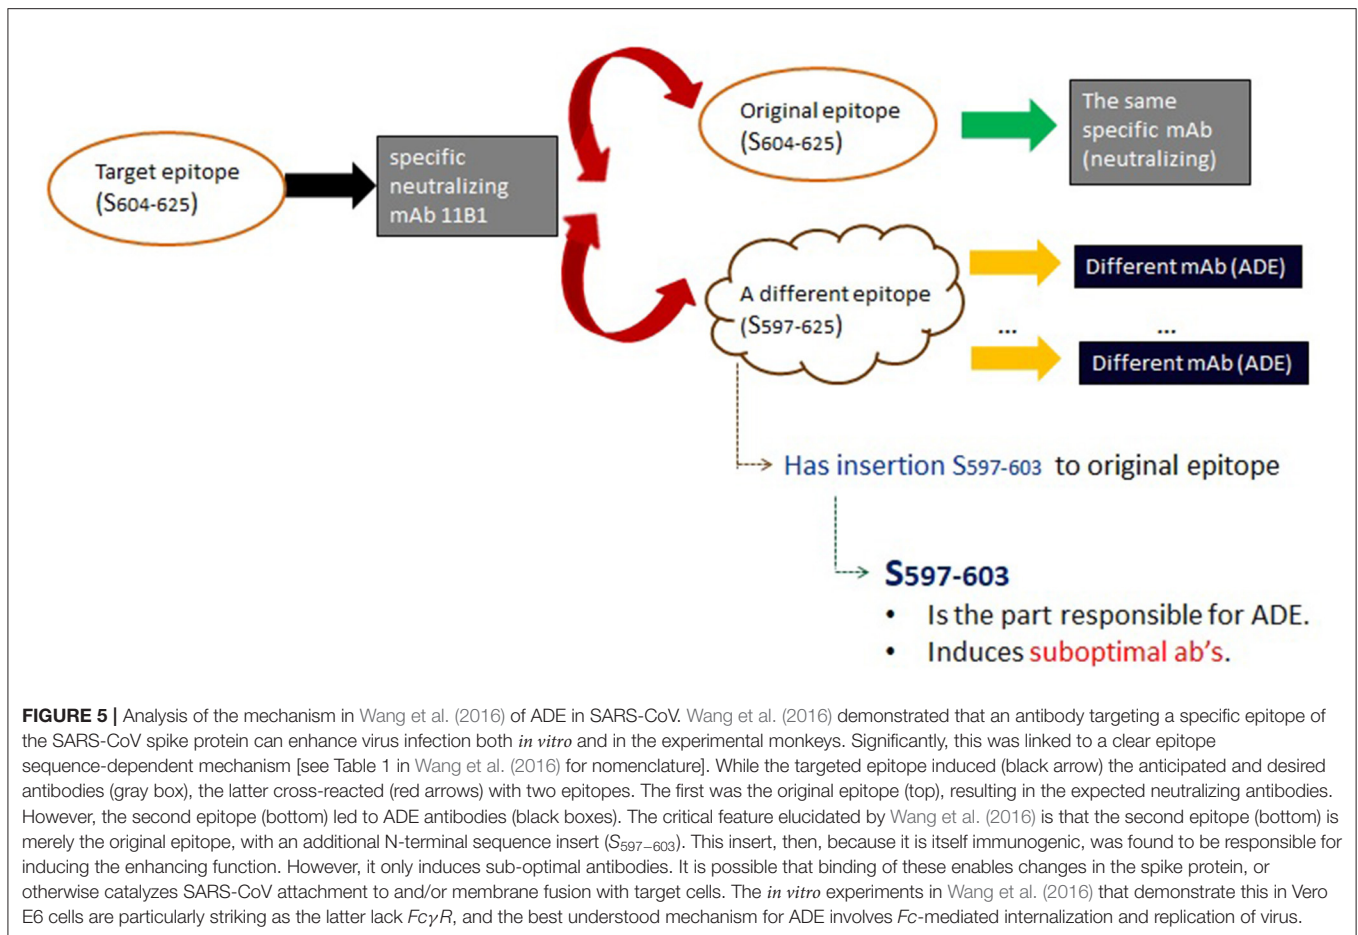 Target epitope
(S604-625)
specific
neutralizing
mAb 11B1
Original epitope
(S604-625)
The same
specific mAb
(neutralizing)
A different epitope
(S597-625)
Different mAb (ADE)
... ...
Different mAb (ADE)
Has insertion S597-603 to original epitope
S597-603
• Is the part responsible for ADE.
• Induces suboptimal ab's.
FIGURE 5 | Analysis of the mechanism in Wang et al. (2016) of ADE in SARS-CoV. Wang et al. (2016) demonstrated that an antibody targeting a specific epitope of
the SARS-CoV spike protein can enhance virus infection both in vitro and in the experimental monkeys. Significantly, this was linked to a clear epitope
sequence-dependent mechanism [see Table 1 in Wang et al. (2016) for nomenclature]. While the targeted epitope induced (black arrow) the anticipated and desired
antibodies (gray box), the latter cross-reacted (red arrows) with two epitopes. The first was the original epitope (top), resulting in the expected neutralizing antibodies.
However, the second epitope (bottom) led to ADE antibodies (black boxes). The critical feature elucidated by Wang et al. (2016) is that the second epitope (bottom) is
merely the original epitope, with an additional N-terminal sequence insert (S597−603). This insert, then, because it is itself immunogenic, was found to be responsible for
inducing the enhancing function. However, it only induces sub-optimal antibodies. It is possible that binding of these enables changes in the spike protein, or
otherwise catalyzes SARS-CoV attachment to and/or membrane fusion with target cells. The in vitro experiments in Wang et al. (2016) that demonstrate this in Vero
E6 cells are particularly striking as the latter lack FcγR, and the best understood mechanism for ADE involves Fc-mediated internalization and replication of virus.